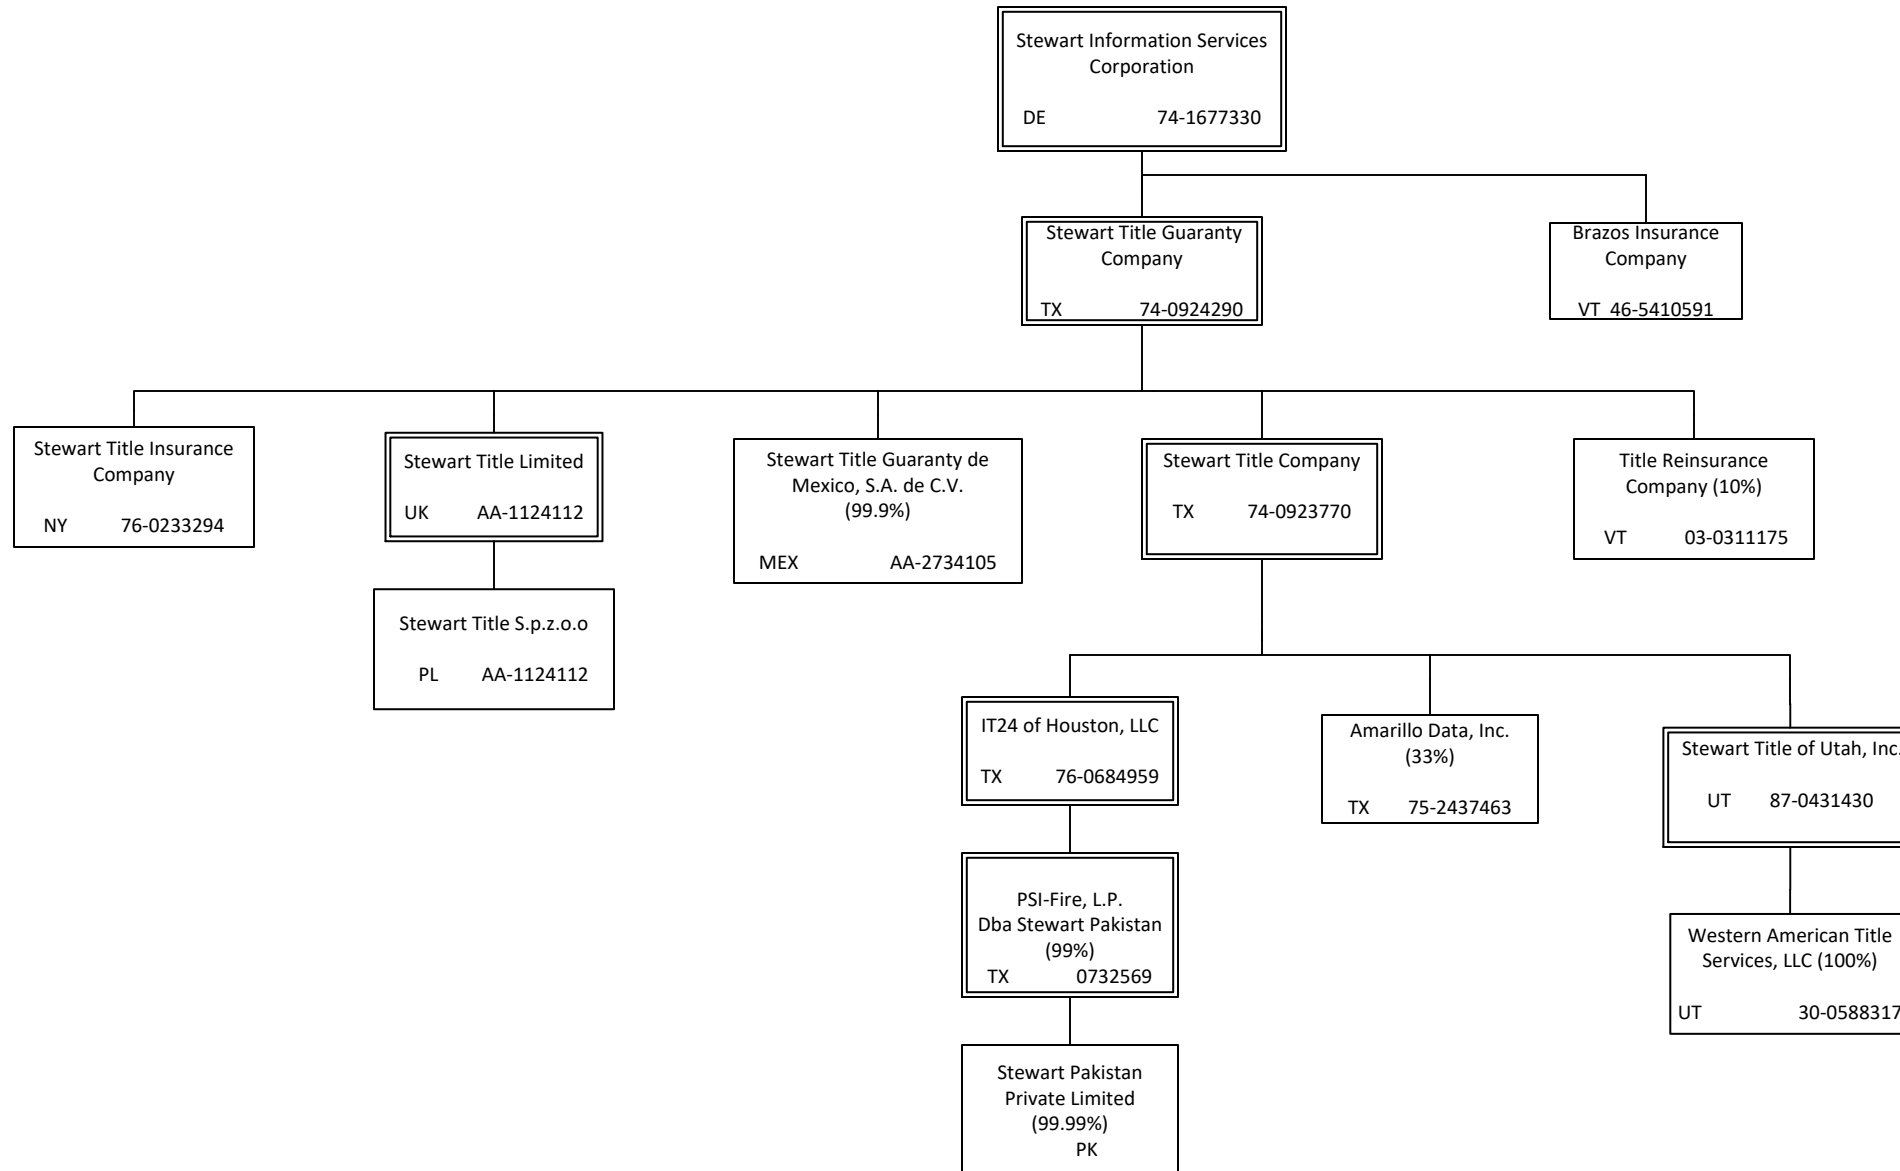 Stewart Information Services
Corporation
DE 74-1677330
Stewart Title Guaranty
Company
TX 74-0924290
Brazos Insurance
Company
VT 46-5410591
Stewart Title Insurance
Company
NY 76-0233294
Stewart Title Limited
UK AA-1124112
Stewart Title Guaranty de
Mexico, S.A. de C.V.
(99.9%)
MEX AA-2734105
Stewart Title Company
TX 74-0923770
Title Reinsurance
Company (10%)
VT 03-0311175
Stewart Title S.p.z.o.o
PL AA-1124112
IT24 of Houston, LLC
TX 76-0684959
Amarillo Data, Inc.
(33%)
TX 75-2437463
Stewart Title of Utah, Inc.
UT 87-0431430
PSI-Fire, L.P.
Dba Stewart Pakistan
(99%)
TX 0732569
Western American Title
Services, LLC (100%)
UT 30-0588317
Stewart Pakistan
Private Limited
(99.99%)
PK